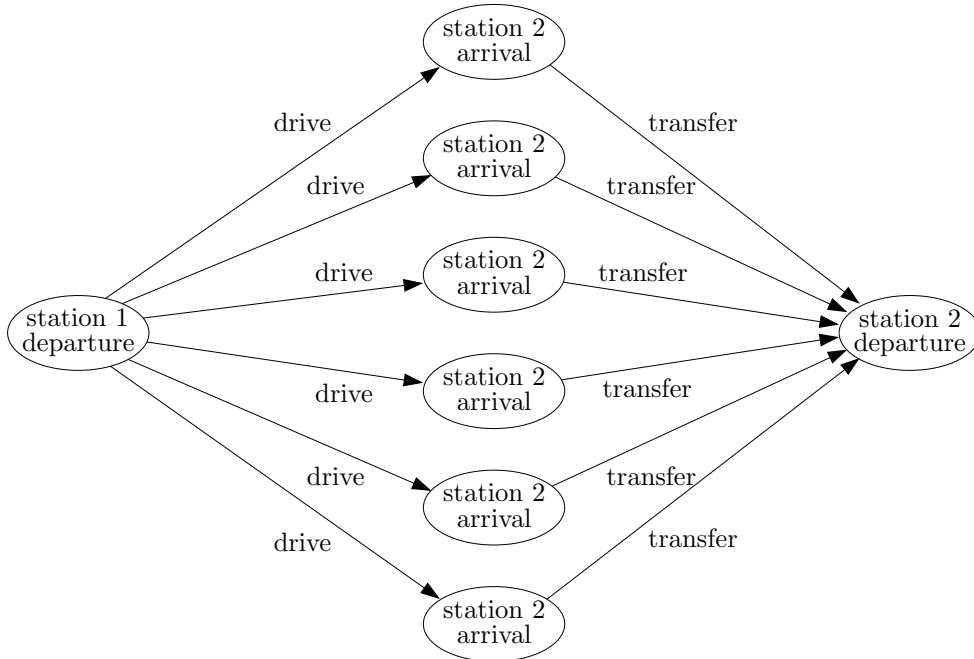 station 2
arrival
drive
transfer
station 2
arrival
drive
transfer
station 2
arrival
drive
transfer
station 1
departure
station 2
departure
station 2
arrival
drive
transfer
station 2
arrival
drive
transfer
drive
transfer
station 2
arrival